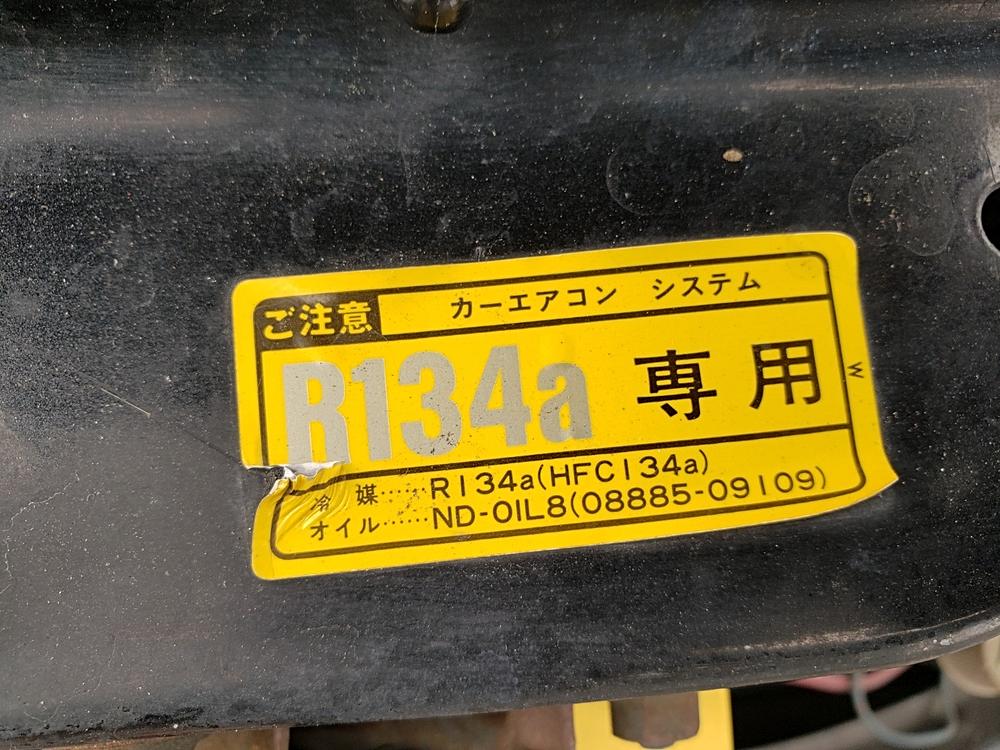 ご注意 カーエアコン システム
R134a 専用
冷媒……R134a(HFC134a)
オイル……ND-OIL8(08885-09109)
W